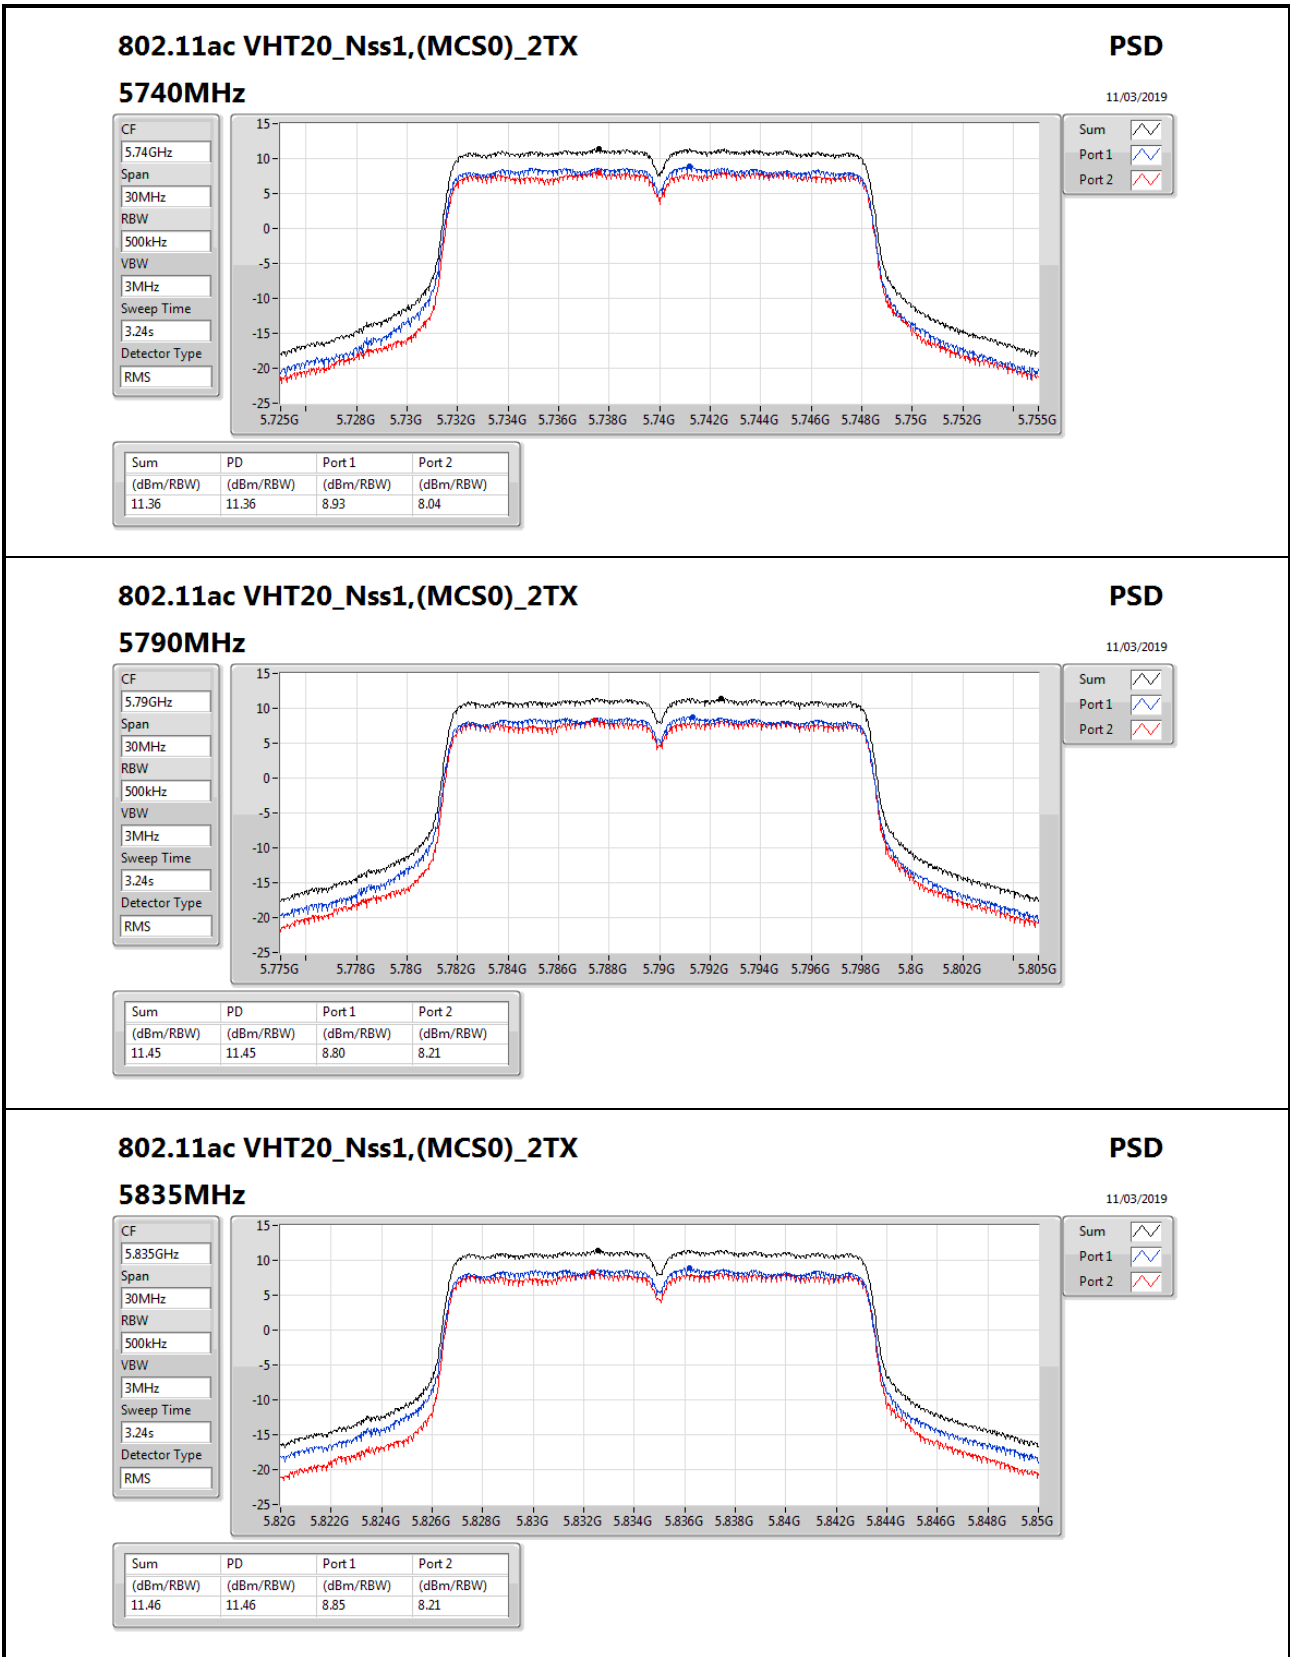 802.11ac VHT20_Nss1,(MCS0)_2TX PSD
5740MHz 11/03/2019
CF
5.74GHz
Span
30MHz
RBW
500kHz
VBW
3MHz
Sweep Time
3.24s
Detector Type
RMS
15
10
5
0
-5
-10
-15
-20
-25
5.725G 5.728G 5.73G 5.732G 5.734G 5.736G 5.738G 5.74G 5.742G 5.744G 5.746G 5.748G 5.75G 5.752G 5.755G
Sum
Port 1
Port 2
Sum PD Port 1 Port 2
(dBm/RBW) (dBm/RBW) (dBm/RBW) (dBm/RBW)
11.36 11.36 8.93 8.04
802.11ac VHT20_Nss1,(MCS0)_2TX PSD
5790MHz 11/03/2019
CF
5.79GHz
Span
30MHz
RBW
500kHz
VBW
3MHz
Sweep Time
3.24s
Detector Type
RMS
15
10
5
0
-5
-10
-15
-20
-25
5.775G 5.778G 5.78G 5.782G 5.784G 5.786G 5.788G 5.79G 5.792G 5.794G 5.796G 5.798G 5.8G 5.802G 5.805G
Sum
Port 1
Port 2
Sum PD Port 1 Port 2
(dBm/RBW) (dBm/RBW) (dBm/RBW) (dBm/RBW)
11.45 11.45 8.80 8.21
802.11ac VHT20_Nss1,(MCS0)_2TX PSD
5835MHz 11/03/2019
CF
5.835GHz
Span
30MHz
RBW
500kHz
VBW
3MHz
Sweep Time
3.24s
Detector Type
RMS
15
10
5
0
-5
-10
-15
-20
-25
5.82G 5.822G 5.824G 5.826G 5.828G 5.83G 5.832G 5.834G 5.836G 5.838G 5.84G 5.842G 5.844G 5.846G 5.848G 5.85G
Sum
Port 1
Port 2
Sum PD Port 1 Port 2
(dBm/RBW) (dBm/RBW) (dBm/RBW) (dBm/RBW)
11.46 11.46 8.85 8.21